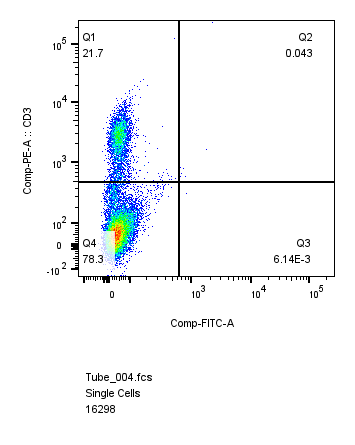 Q1
21.7
Q2
0.043
10^5
10^4
10^3
10^2
0
-10^2
Comp-PE-A :: CD3
Q4
78.3
Q3
6.14E-3
0
10^3
10^4
10^5
Comp-FITC-A
Tube_004.fcs
Single Cells
16298